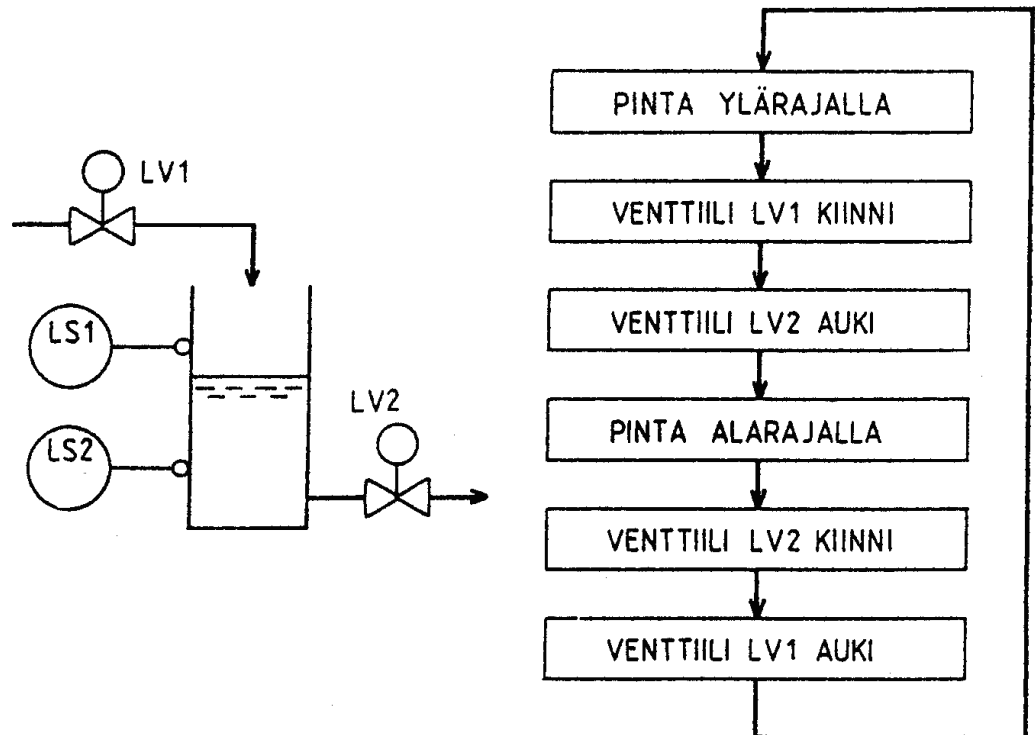 LV1
LS1
LS2
LV2
PINTA YLÄRAJALLA
VENTTIILI LV1 KIINNI
VENTTIILI LV2 AUKI
PINTA ALARAJALLA
VENTTIILI LV2 KIINNI
VENTTIILI LV1 AUKI